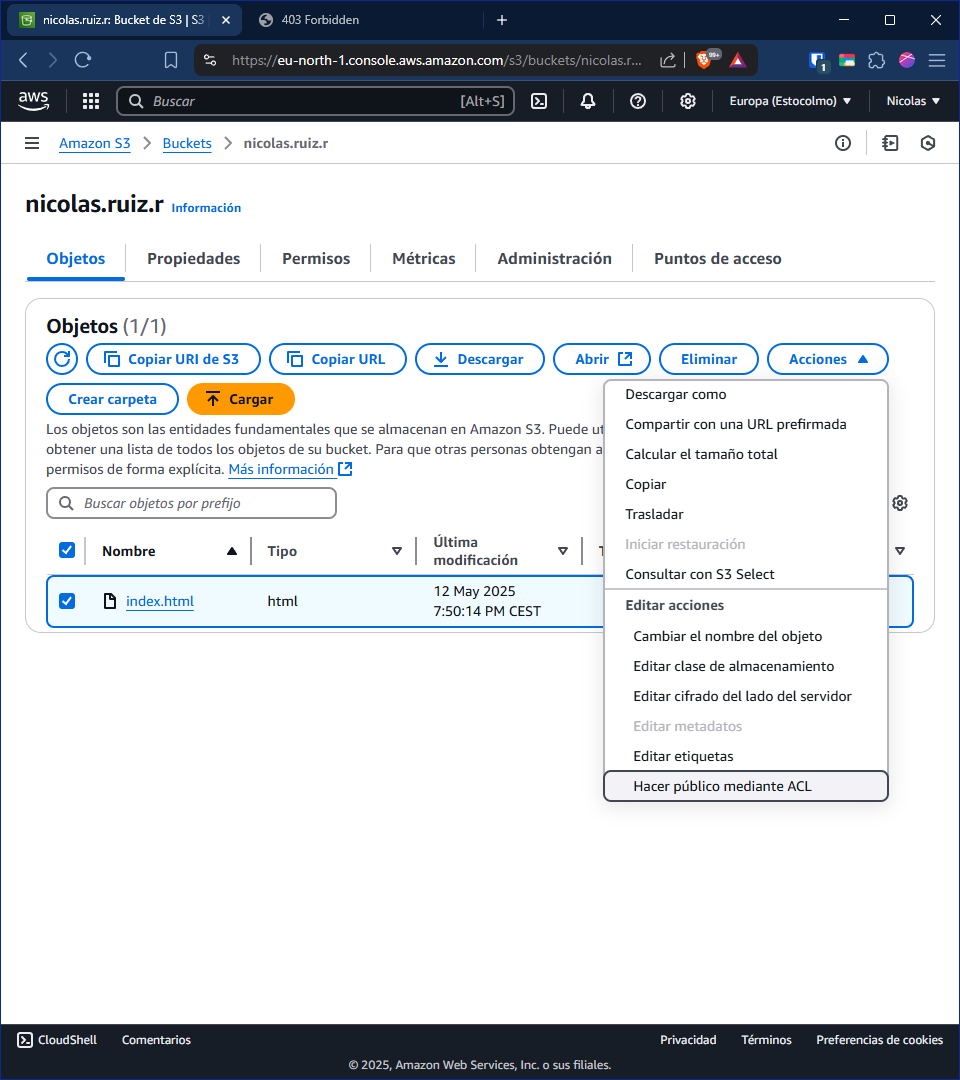 nicolas.ruiz.r: Bucket de S3 | S3
403 Forbidden
https://eu-north-1.console.aws.amazon.com/s3/buckets/nicolas.r...
99+
1
aws
Buscar
[Alt+S]
Europa (Estocolmo)
Nicolas
Amazon S3
Buckets
nicolas.ruiz.r
nicolas.ruiz.r
Información
Objetos
Propiedades
Permisos
Métricas
Administración
Puntos de acceso
Objetos (1/1)
Copiar URI de S3
Copiar URL
Descargar
Abrir
Eliminar
Acciones
Crear carpeta
Cargar
Los objetos son las entidades fundamentales que se almacenan en Amazon S3. Puede
obtener una lista de todos los objetos de su bucket. Para que otras personas obtengan a
permisos de forma explícita. Más información
Buscar objetos por prefijo
Nombre
Tipo
Última
modificación
index.html
html
12 May 2025
7:50:14 PM CEST
Descargar como
Compartir con una URL prefirmada
Calcular el tamaño total
Copiar
Trasladar
Iniciar restauración
Consultar con S3 Select
Editar acciones
Cambiar el nombre del objeto
Editar clase de almacenamiento
Editar cifrado del lado del servidor
Editar metadatos
Editar etiquetas
Hacer público mediante ACL
CloudShell
Comentarios
Privacidad
Términos
Preferencias de cookies
© 2025, Amazon Web Services, Inc. o sus filiales.